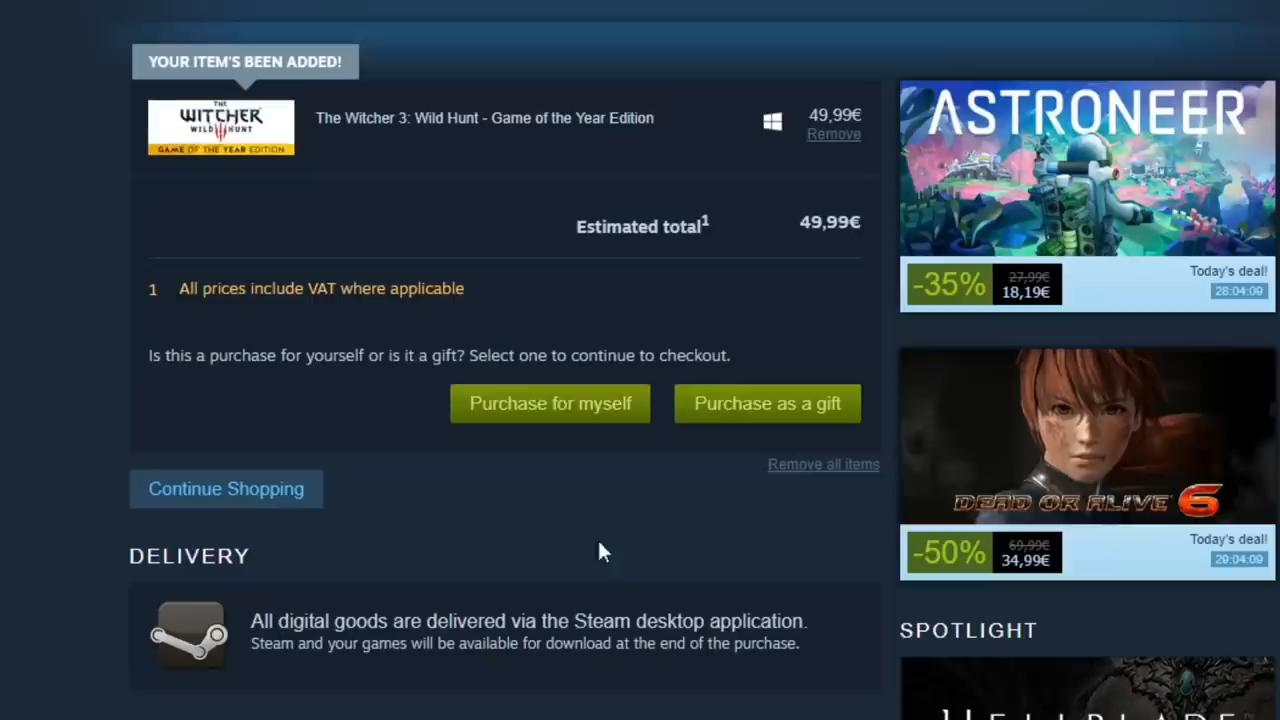 YOUR ITEM'S BEEN ADDED!
THE
WITCHER
WILD HUNT
GAME OF THE YEAR EDITION
The Witcher 3: Wild Hunt - Game of the Year Edition
49,99€
Remove
Estimated total1
49,99€
1 All prices include VAT where applicable
Is this a purchase for yourself or is it a gift? Select one to continue to checkout.
Purchase for myself
Purchase as a gift
Remove all items
Continue Shopping
DELIVERY
All digital goods are delivered via the Steam desktop application.
Steam and your games will be available for download at the end of the purchase.
ASTRONEER
-35%
27,99€
18,19€
Today's deal!
28:04:09
DEAD OR ALIVE 6
-50%
69,99€
34,99€
Today's deal!
29:04:09
SPOTLIGHT